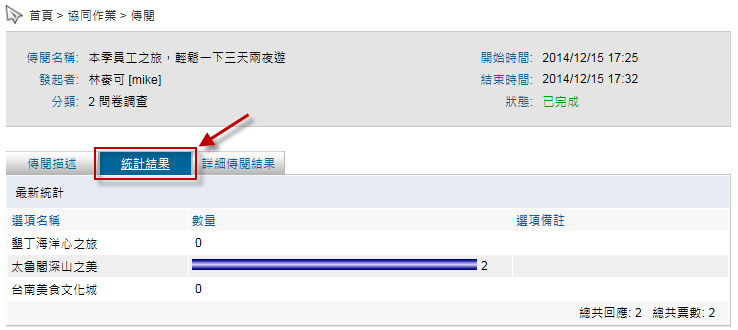 首頁 > 協同作業 > 傳閱
傳閱名稱: 本季員工之旅，輕鬆一下三天兩夜遊 開始時間: 2014/12/15 17:25
發起者: 林麥可 [mike] 結束時間: 2014/12/15 17:32
分類: 2 問卷調查 狀態: 已完成
傳閱描述 統計結果 詳細傳閱結果
最新統計
選項名稱 數量 選項備註
墾丁海洋心之旅 0
太魯閣深山之美 2
台南美食文化城 0
總共回應: 2 總共票數: 2